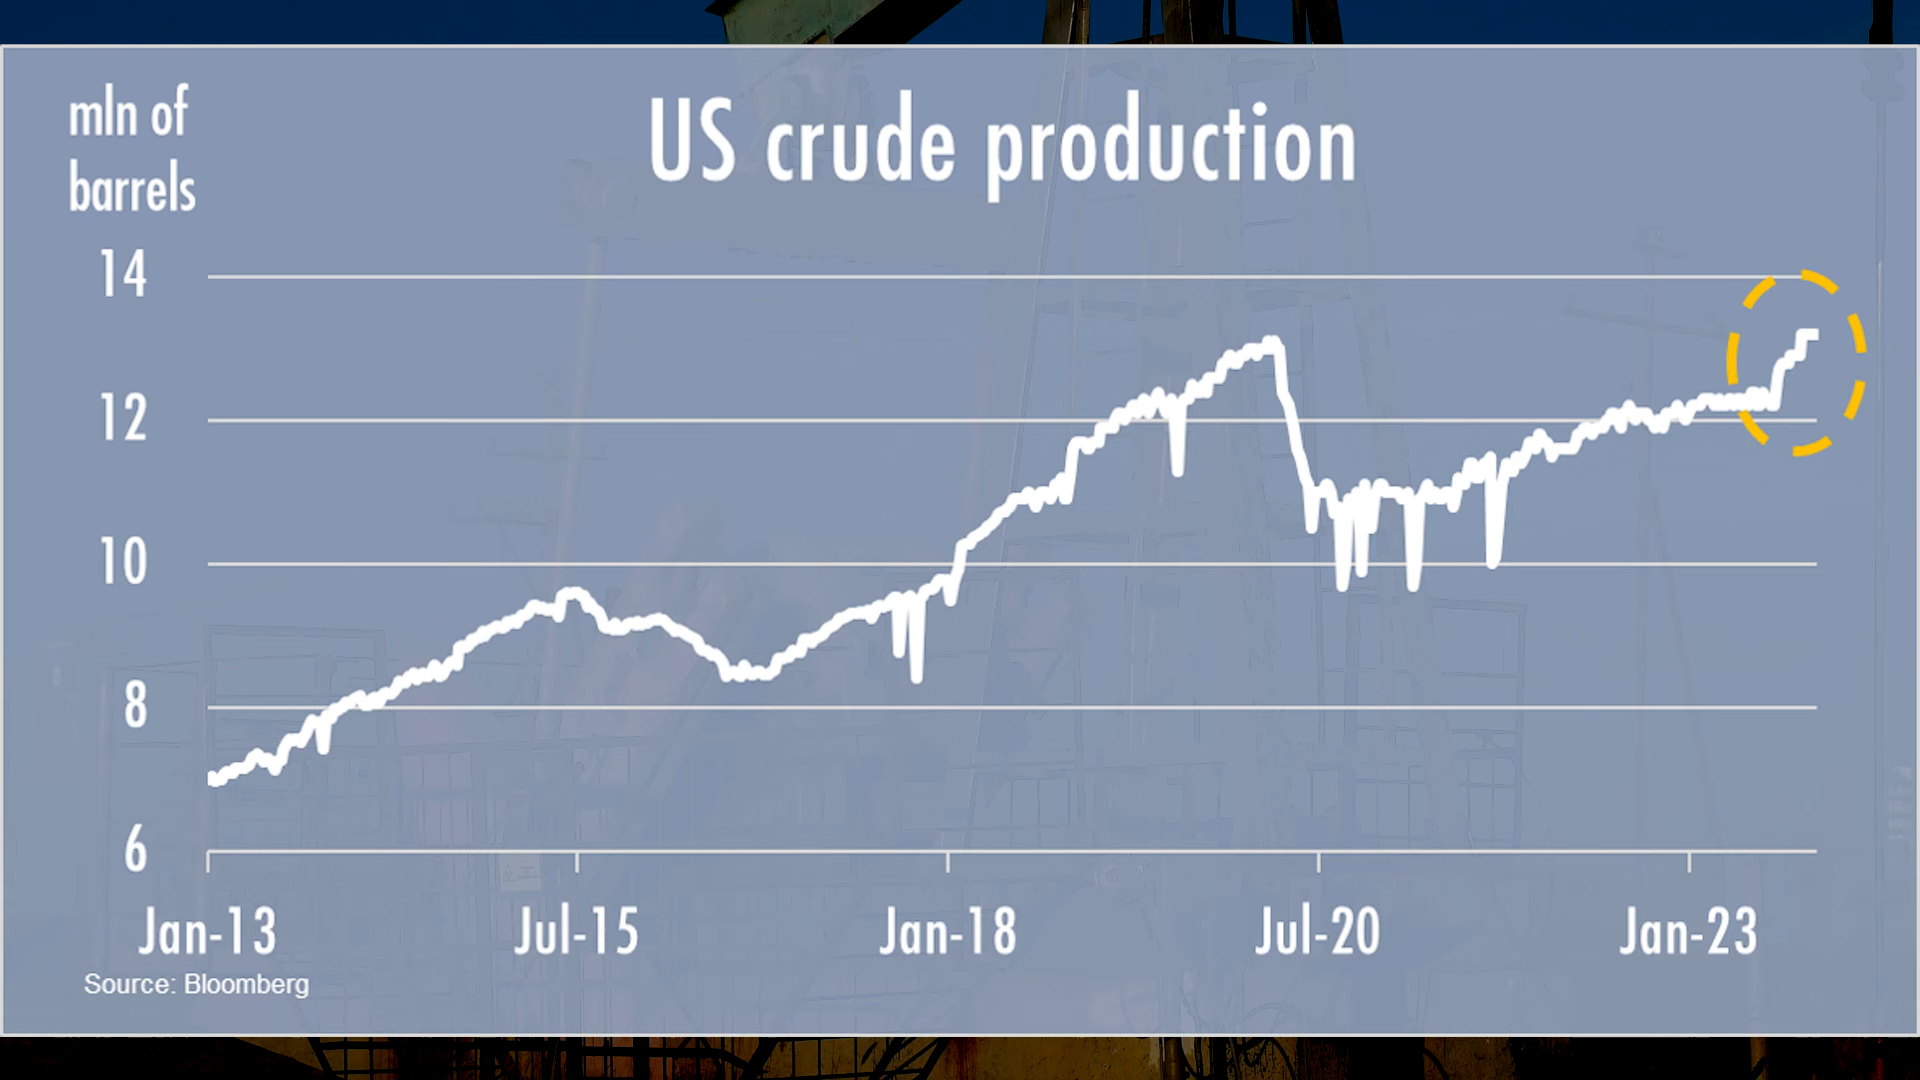 mln of
barrels
US crude production
14
12
10
8
6
Jan-13
Jul-15
Jan-18
Jul-20
Jan-23
Source: Bloomberg